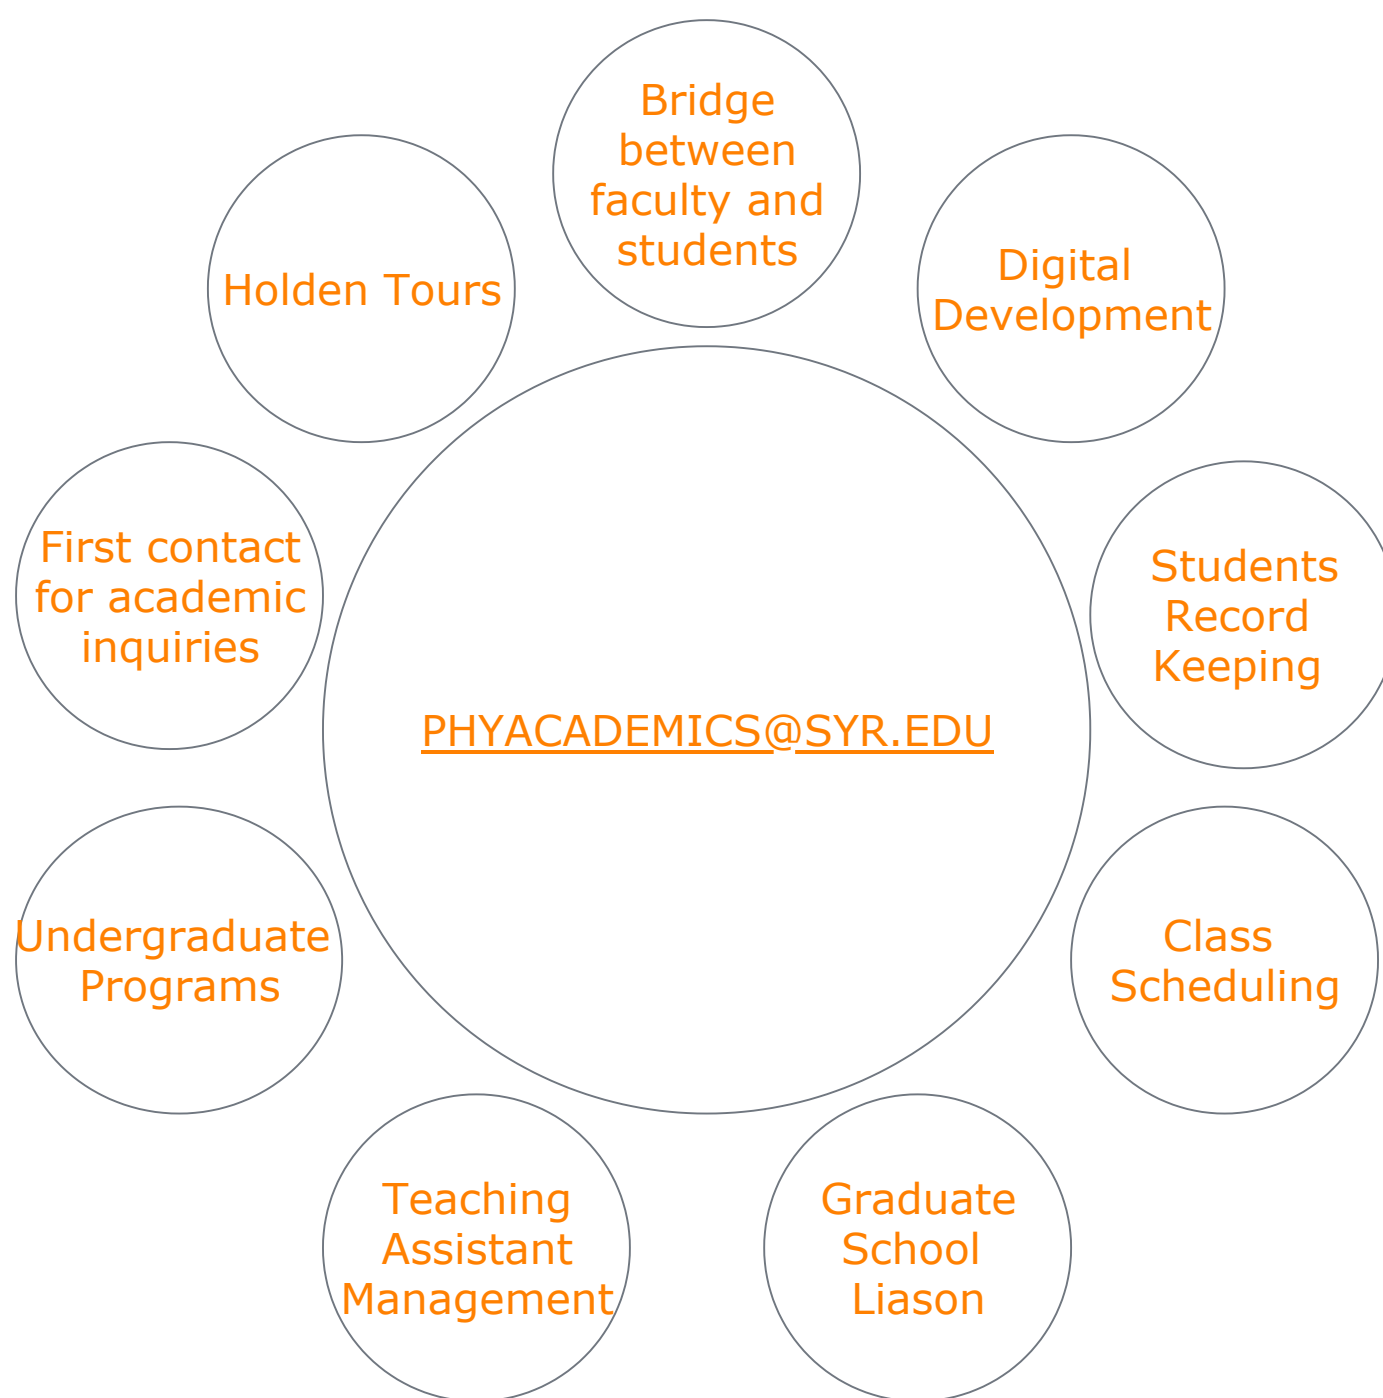 Bridge
between
faculty and
students
Digital
Development
Students
Record
Keeping
Class
Scheduling
Graduate
School
Liason
Teaching
Assistant
Management
Undergraduate
Programs
First contact
for academic
inquiries
Holden Tours
PHYACADEMICS@SYR.EDU